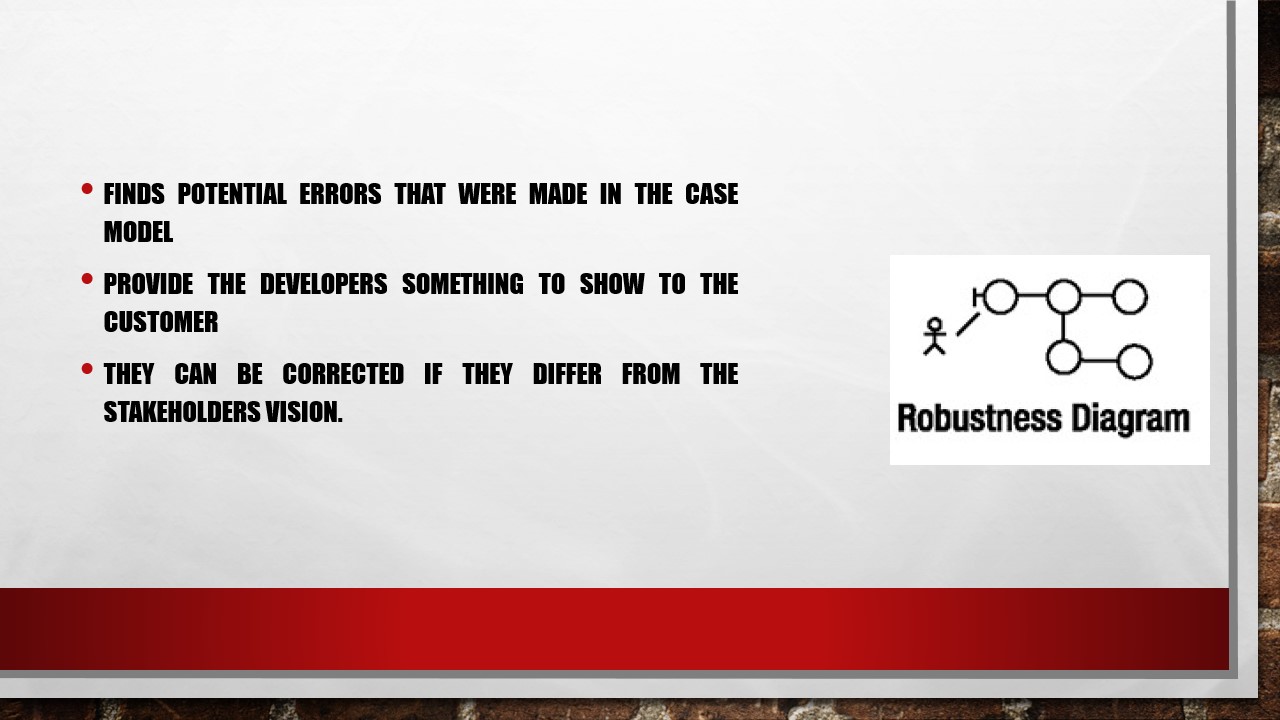 • FINDS POTENTIAL ERRORS THAT WERE MADE IN THE CASE
MODEL
• PROVIDE THE DEVELOPERS SOMETHING TO SHOW TO THE
CUSTOMER
• THEY CAN BE CORRECTED IF THEY DIFFER FROM THE
STAKEHOLDERS VISION.
Robustness Diagram